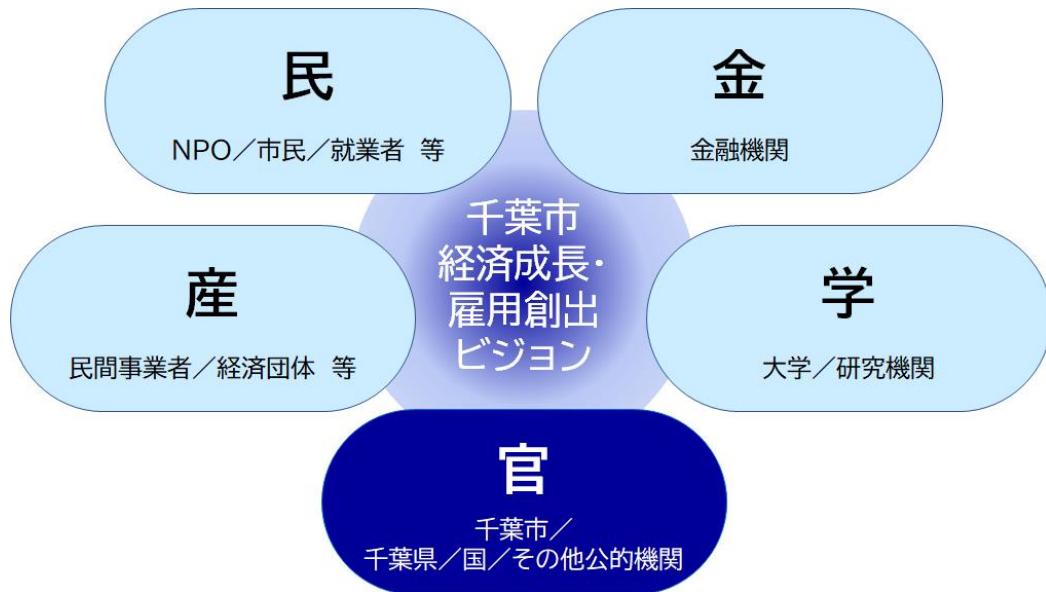 民
NPO／市民／就業者 等
金
金融機関
千葉市
経済成長・
雇用創出
ビジョン
産
民間事業者／経済団体 等
学
大学／研究機関
官
千葉市／
千葉県／国／その他公的機関